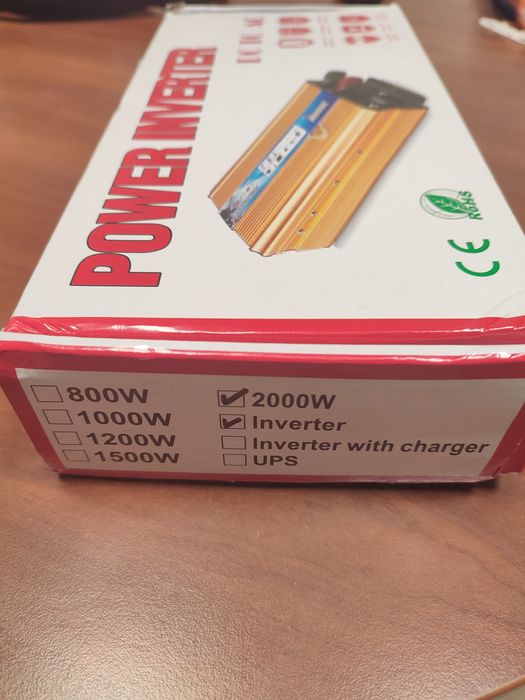 POWER INVERTER
RoHS
CE
800W
1000W
1200W
1500W
2000W
Inverter
Inverter with charger
UPS